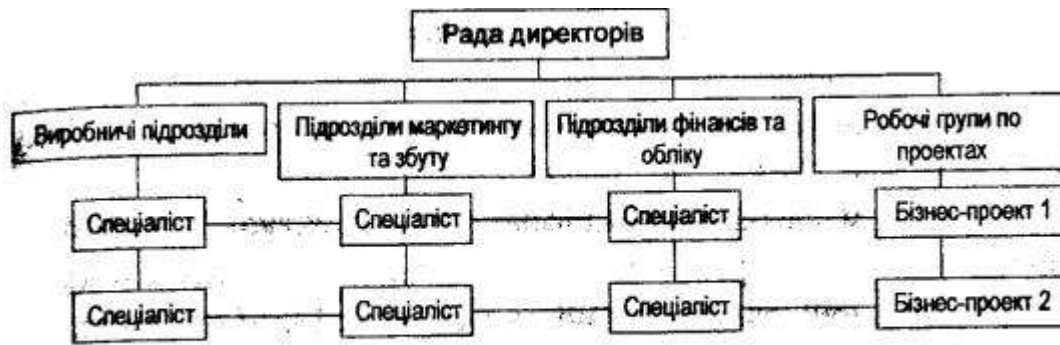 Рада директорів
Виробничі підрозділи
Підрозділи маркетингу
та збуту
Підрозділи фінансів та
обліку
Робочі групи по
проектах
Спеціаліст
Спеціаліст
Спеціаліст
Бізнес-проект 1
Спеціаліст
Спеціаліст
Спеціаліст
Бізнес-проект 2